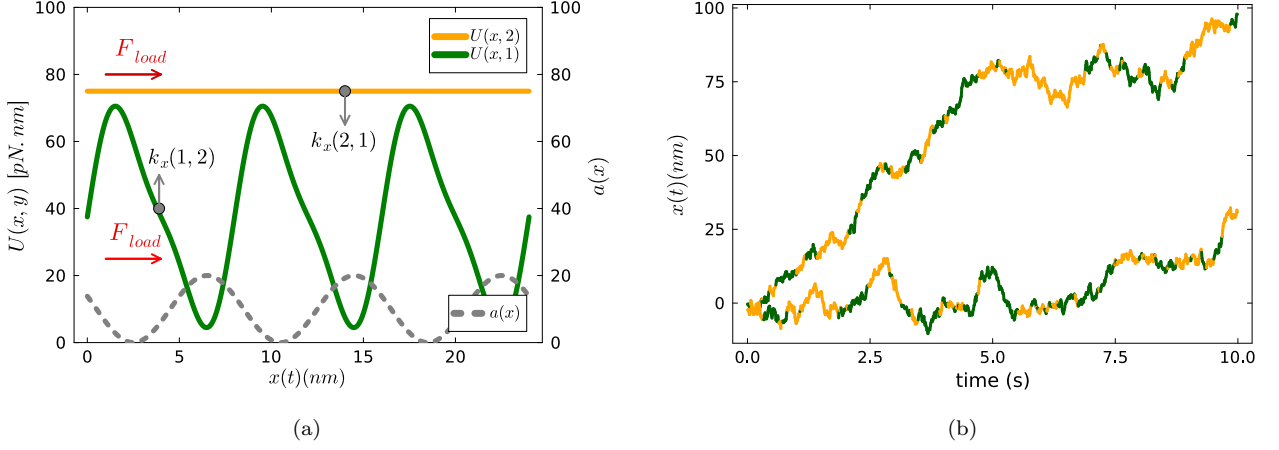 100
80
60
40
20
0
U(x, y) [pN.nm]
0
5
10
15
20
x(t)(nm)
100
80
60
40
20
0
a(x)
F_load
F_load
k_x(1, 2)
k_x(2, 1)
U(x, 2)
U(x, 1)
a(x)
(a)
100
75
50
25
0
x(t)(nm)
0.0
2.5
5.0
7.5
10.0
time (s)
(b)